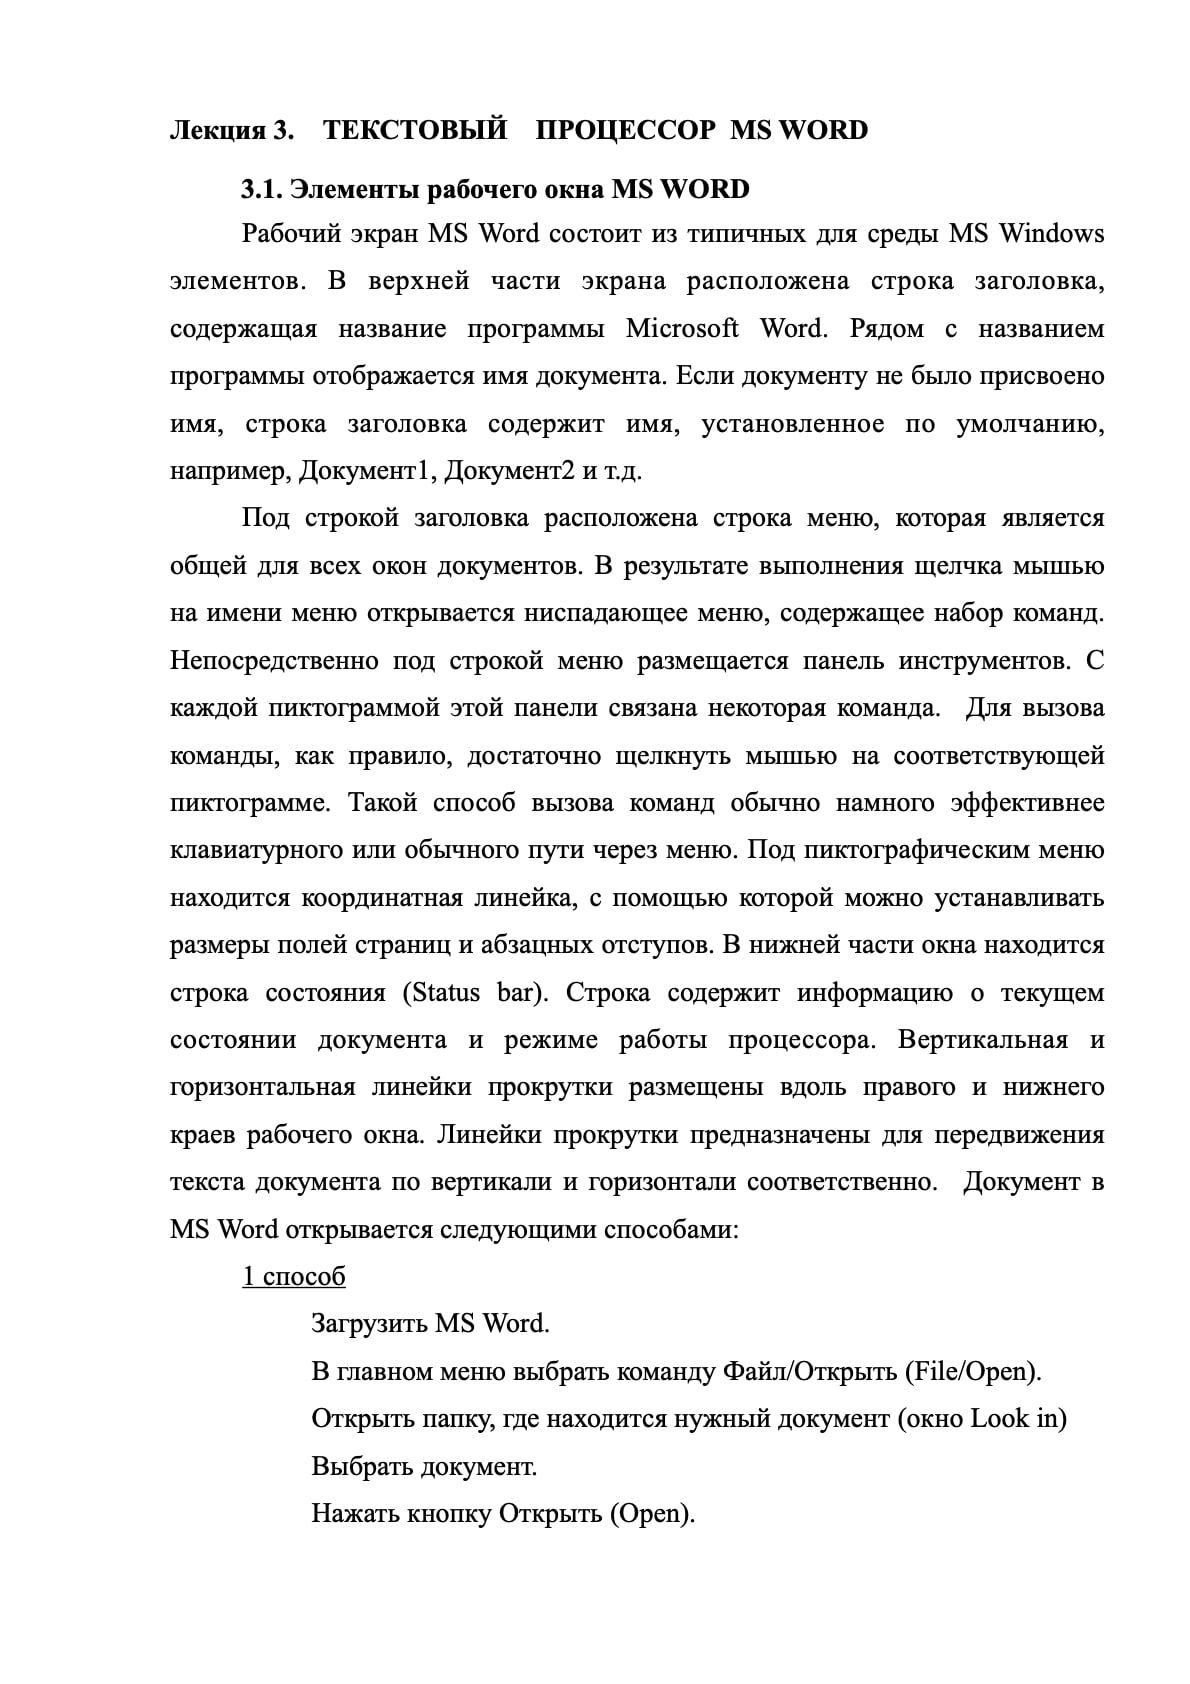 Лекция 3. ТЕКСТОВЫЙ ПРОЦЕССОР MS WORD
3.1. Элементы рабочего окна MS WORD
Рабочий экран MS Word состоит из типичных для среды MS Windows
элементов. В верхней части экрана расположена строка заголовка,
содержащая название программы Microsoft Word. Рядом с названием
программы отображается имя документа. Если документу не было присвоено
имя, строка заголовка содержит имя, установленное по умолчанию,
например, Документ1, Документ2 и т.д.
Под строкой заголовка расположена строка меню, которая является
общей для всех окон документов. В результате выполнения щелчка мышью
на имени меню открывается ниспадающее меню, содержащее набор команд.
Непосредственно под строкой меню размещается панель инструментов. С
каждой пиктограммой этой панели связана некоторая команда. Для вызова
команды, как правило, достаточно щелкнуть мышью на соответствующей
пиктограмме. Такой способ вызова команд обычно намного эффективнее
клавиатурного или обычного пути через меню. Под пиктографическим меню
находится координатная линейка, с помощью которой можно устанавливать
размеры полей страниц и абзацных отступов. В нижней части окна находится
строка состояния (Status bar). Строка содержит информацию о текущем
состоянии документа и режиме работы процессора. Вертикальная и
горизонтальная линейки прокрутки размещены вдоль правого и нижнего
краев рабочего окна. Линейки прокрутки предназначены для передвижения
текста документа по вертикали и горизонтали соответственно. Документ в
MS Word открывается следующими способами:
1 способ
Загрузить MS Word.
В главном меню выбрать команду Файл/Открыть (File/Open).
Открыть папку, где находится нужный документ (окно Look in)
Выбрать документ.
Нажать кнопку Открыть (Open).